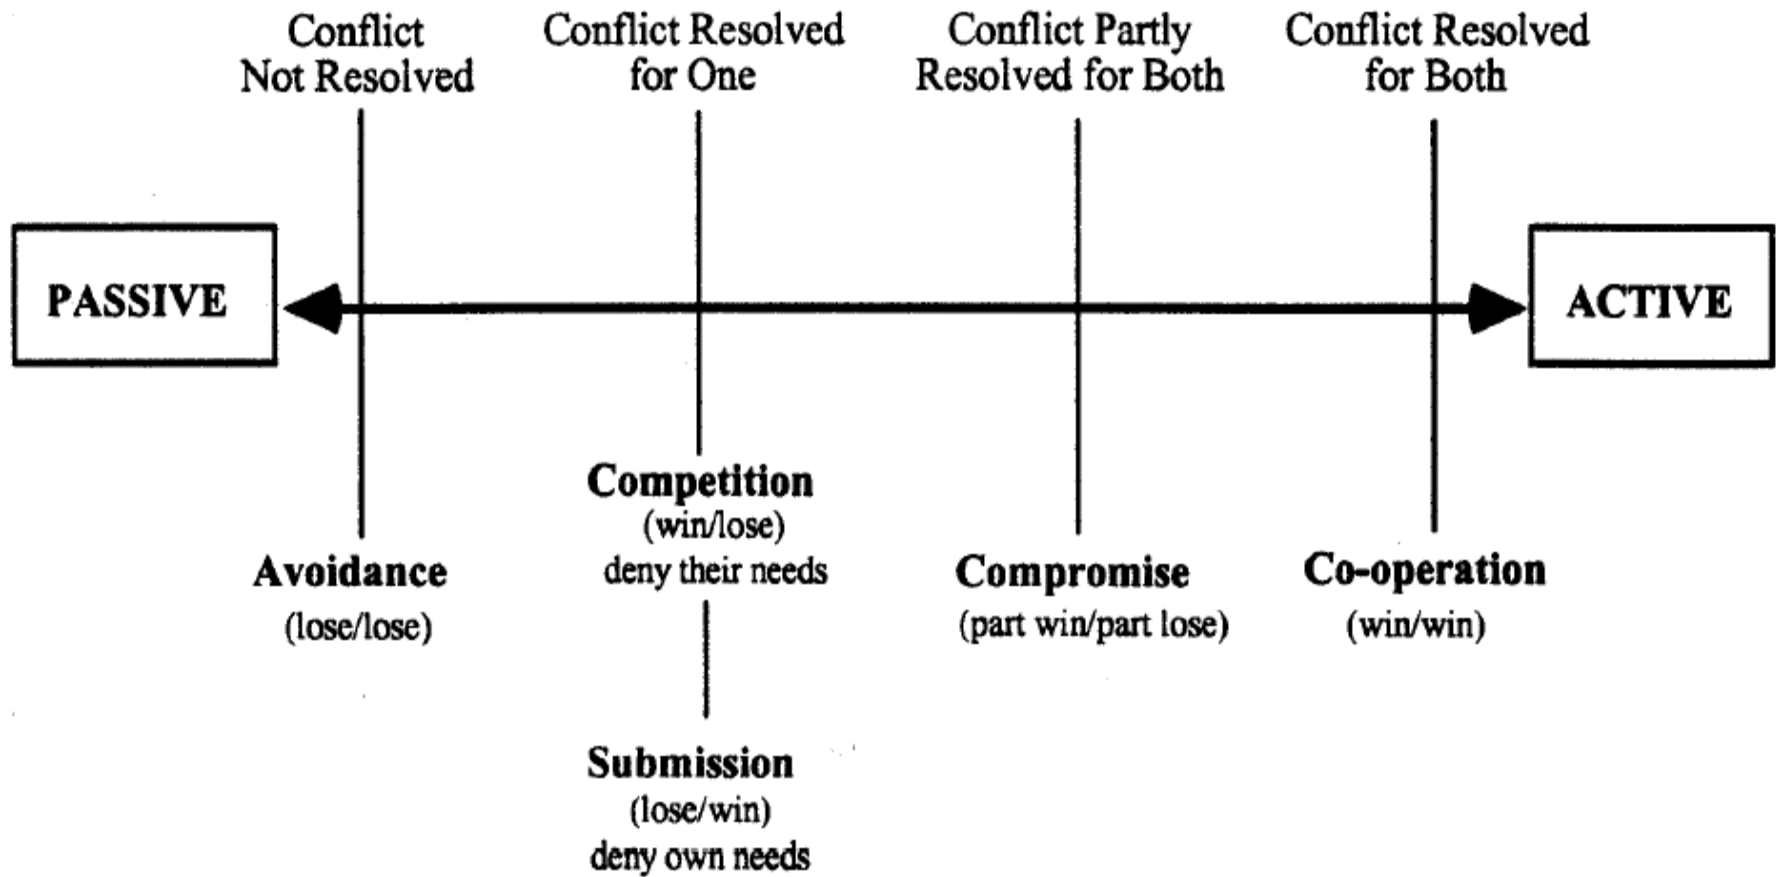 Conflict
Not Resolved
Conflict Resolved
for One
Conflict Partly
Resolved for Both
Conflict Resolved
for Both
PASSIVE
ACTIVE
Avoidance
(lose/lose)
Competition
(win/lose)
deny their needs
Submission
(lose/win)
deny own needs
Compromise
(part win/part lose)
Co-operation
(win/win)